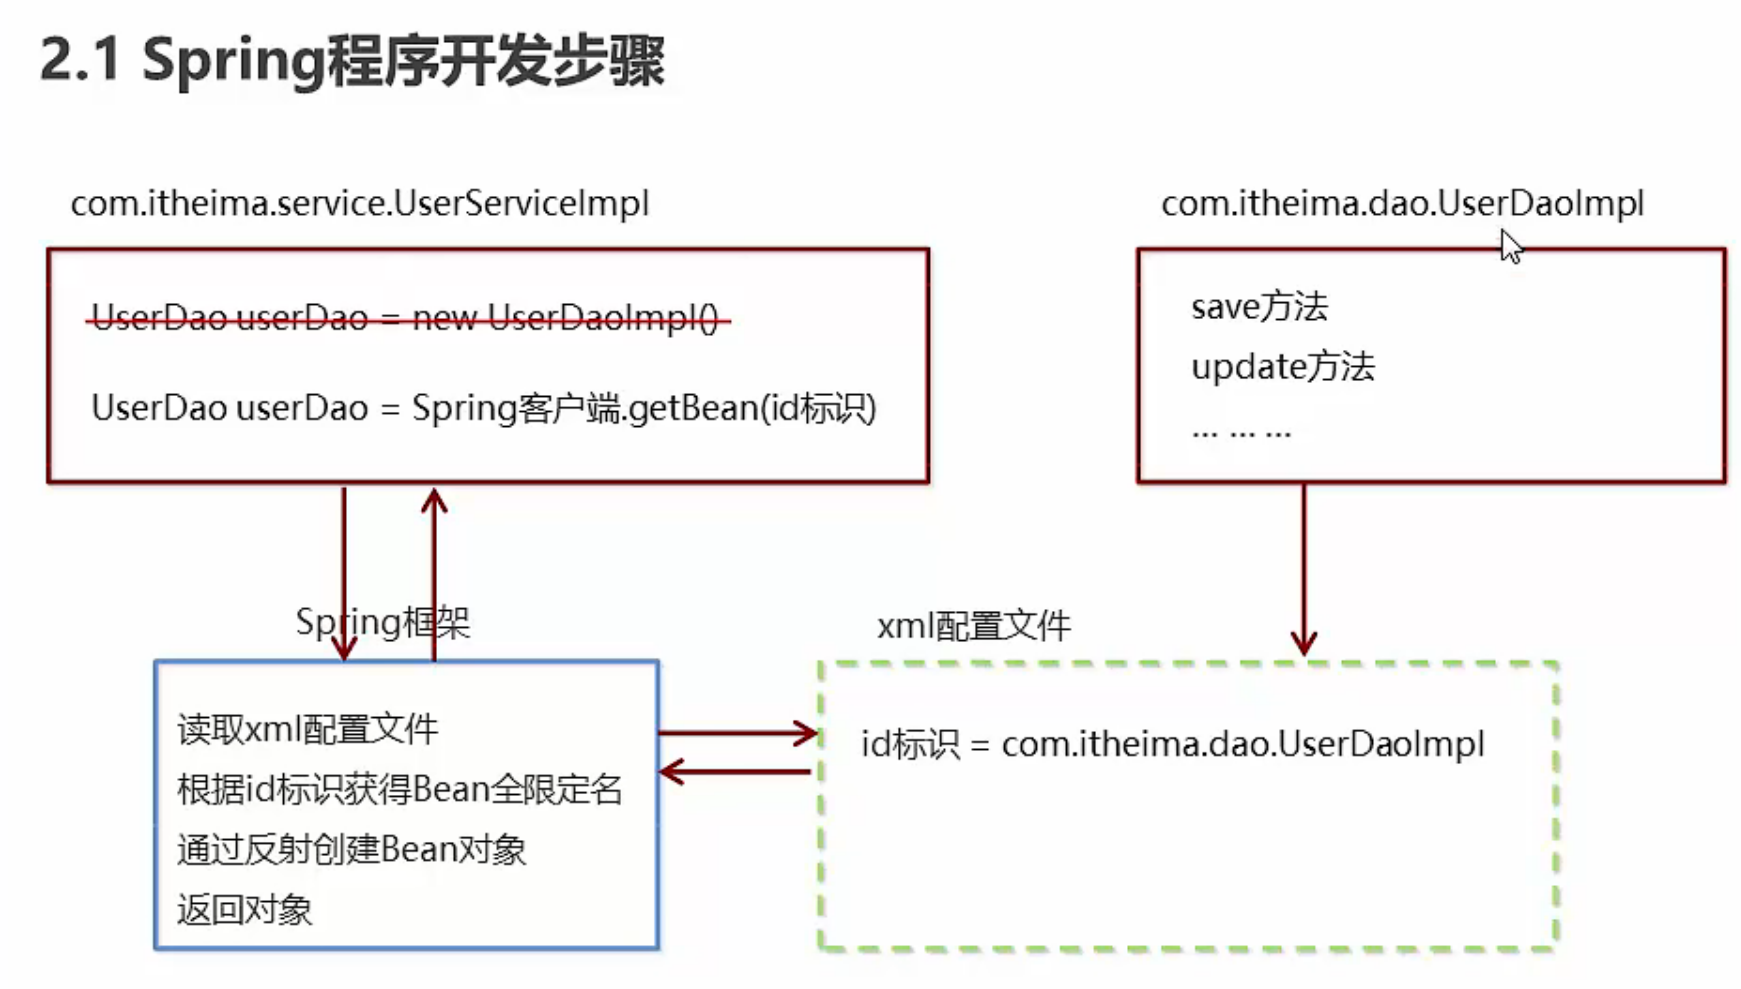 2.1 Spring程序开发步骤
com.itheima.service.UserServiceImpl
UserDao userDao = new UserDaoImpl()
UserDao userDao = Spring客户端.getBean(id标识)
com.itheima.dao.UserDaoImpl
save方法
update方法
... ... ...
Spring框架
读取xml配置文件
根据id标识获得Bean全限定名
通过反射创建Bean对象
返回对象
xml配置文件
id标识 = com.itheima.dao.UserDaoImpl